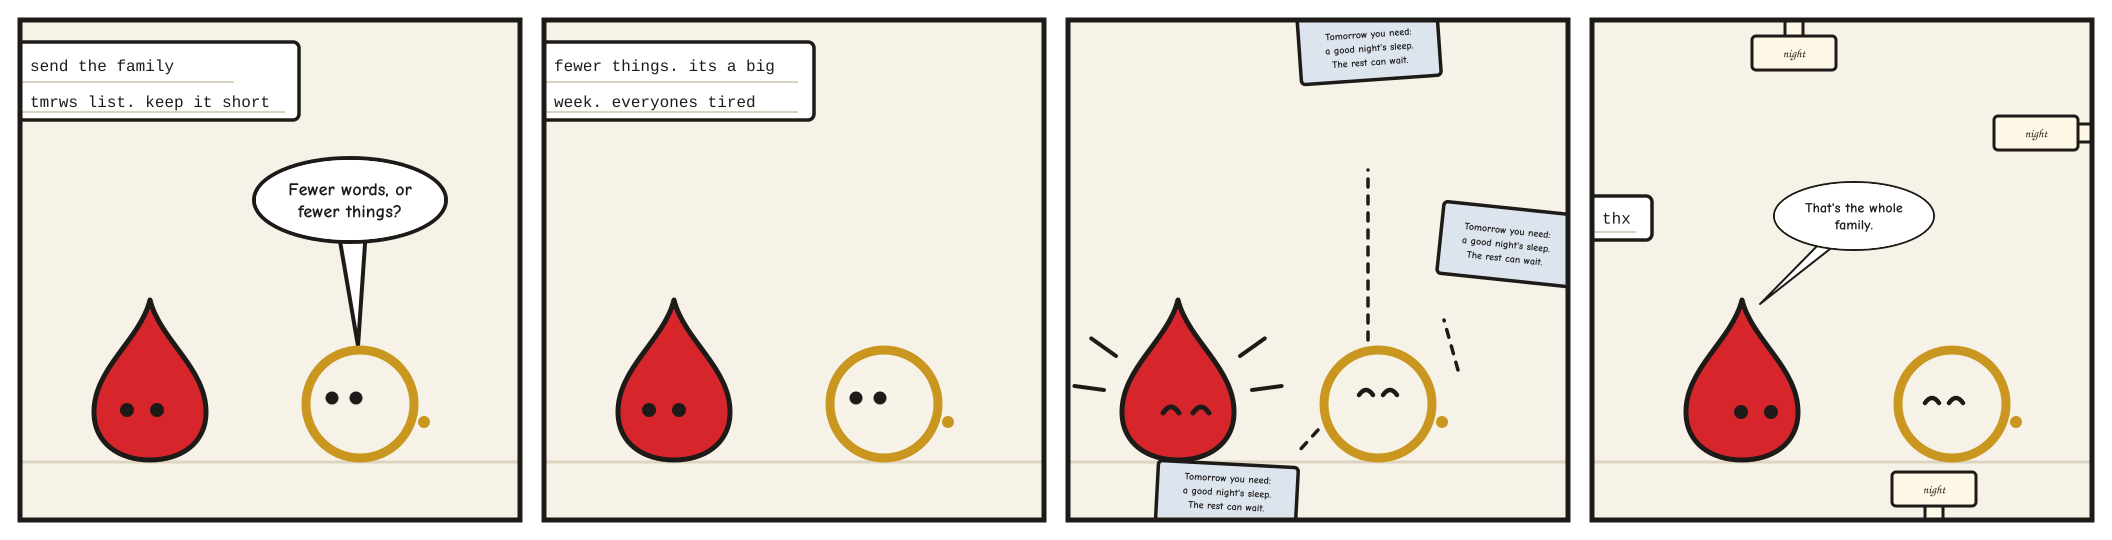 send the family
tmrws list. keep it short
Fewer words, or
fewer things?
fewer things. its a big
week. everyones tired
Tomorrow you need:
a good night's sleep.
The rest can wait.
Tomorrow you need:
a good night's sleep.
The rest can wait.
Tomorrow you need:
a good night's sleep.
The rest can wait.
night
night
thx
That's the whole
family.
night